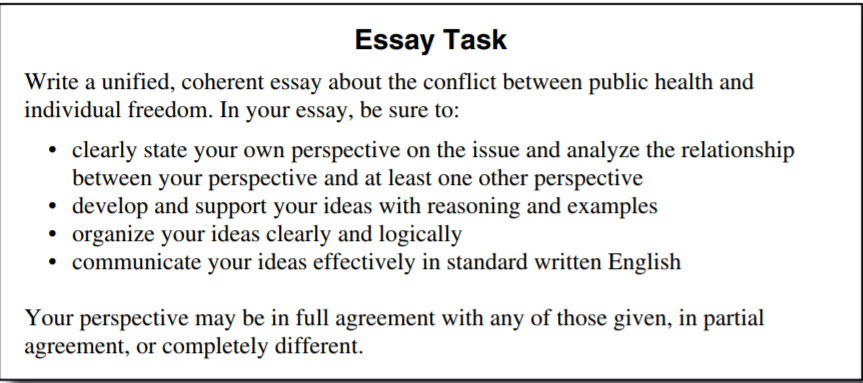 Essay Task
Write a unified, coherent essay about the conflict between public health and
individual freedom. In your essay, be sure to:
• clearly state your own perspective on the issue and analyze the relationship
between your perspective and at least one other perspective
• develop and support your ideas with reasoning and examples
• organize your ideas clearly and logically
• communicate your ideas effectively in standard written English
Your perspective may be in full agreement with any of those given, in partial
agreement, or completely different.